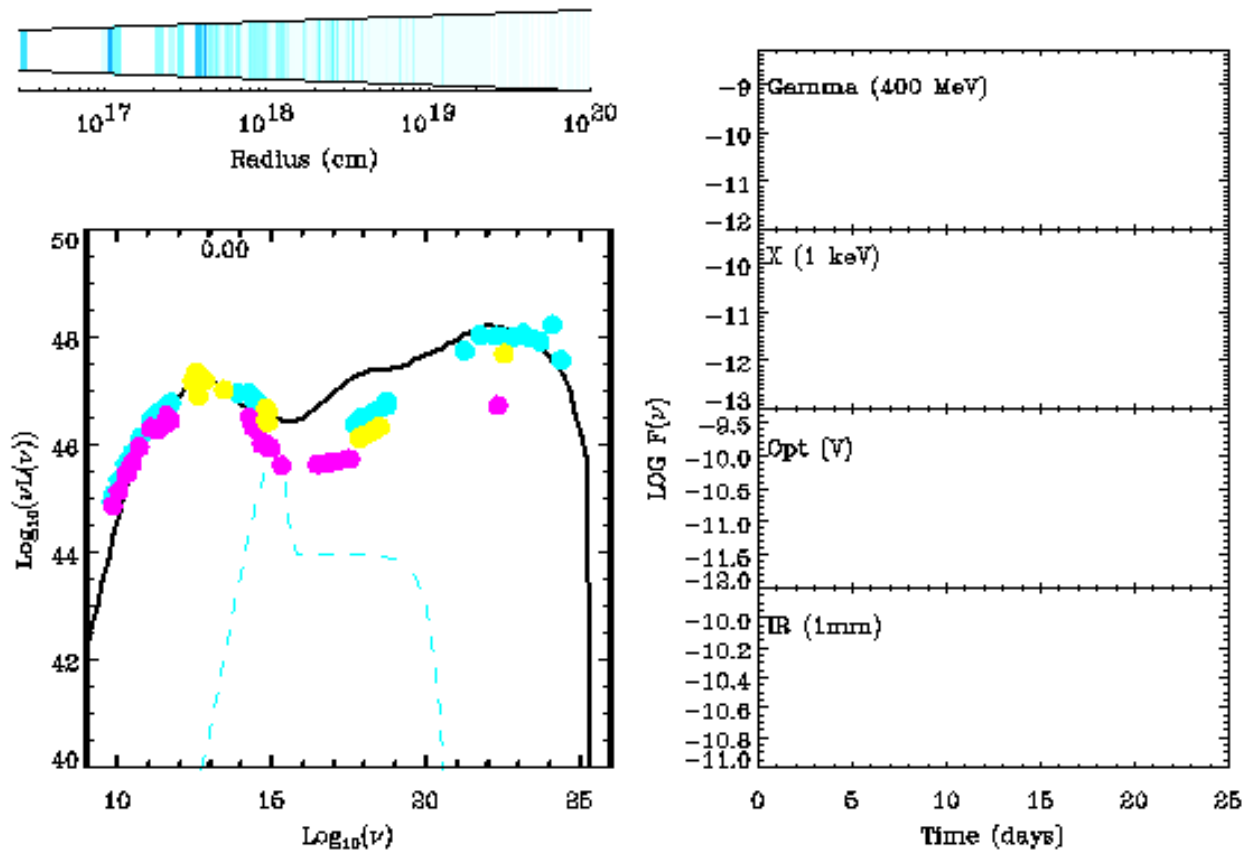 10^17 10^18 10^19 10^20
Radius (cm)
0.00
50
48
46
44
42
40
Log₁₀(νL(ν))
10 15 20 25
Log₁₀(ν)
Gamma (400 MeV)
-9
-10
-11
-12
X (1 keV)
-10
-11
-12
-13
Opt (V)
-9.5
-10.0
-10.5
-11.0
-11.5
-12.0
IR (1mm)
-10.0
-10.2
-10.4
-10.6
-10.8
-11.0
LOG F(ν)
0 5 10 15 20 25
Time (days)